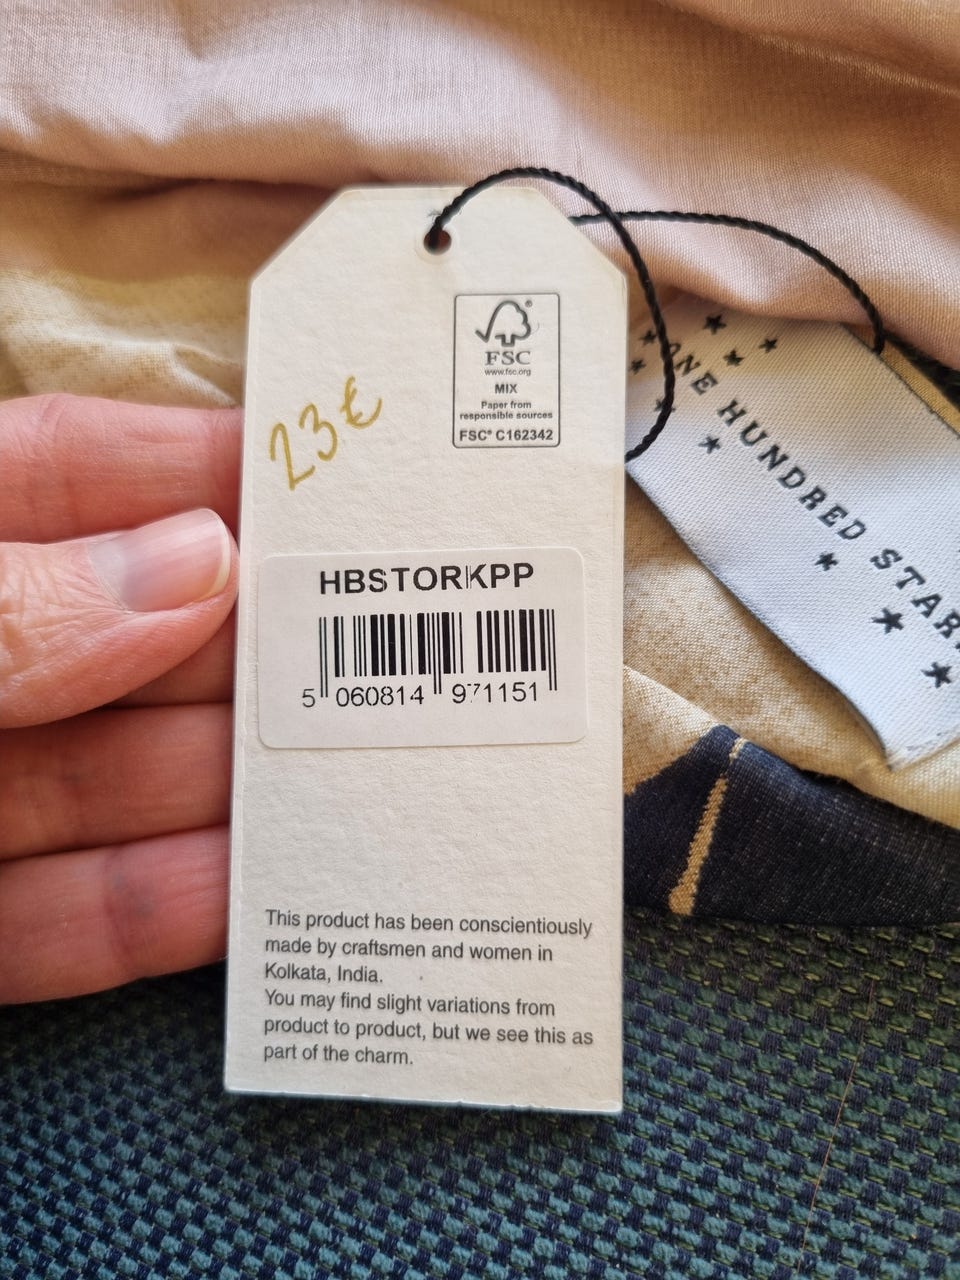 FSC®
www.fsc.org
MIX
Paper from
responsible sources
FSC® C162342
23€
HBSTORKPP
5 060814 971151
This product has been conscientiously
made by craftsmen and women in
Kolkata, India.
You may find slight variations from
product to product, but we see this as
part of the charm.
HUNDRED